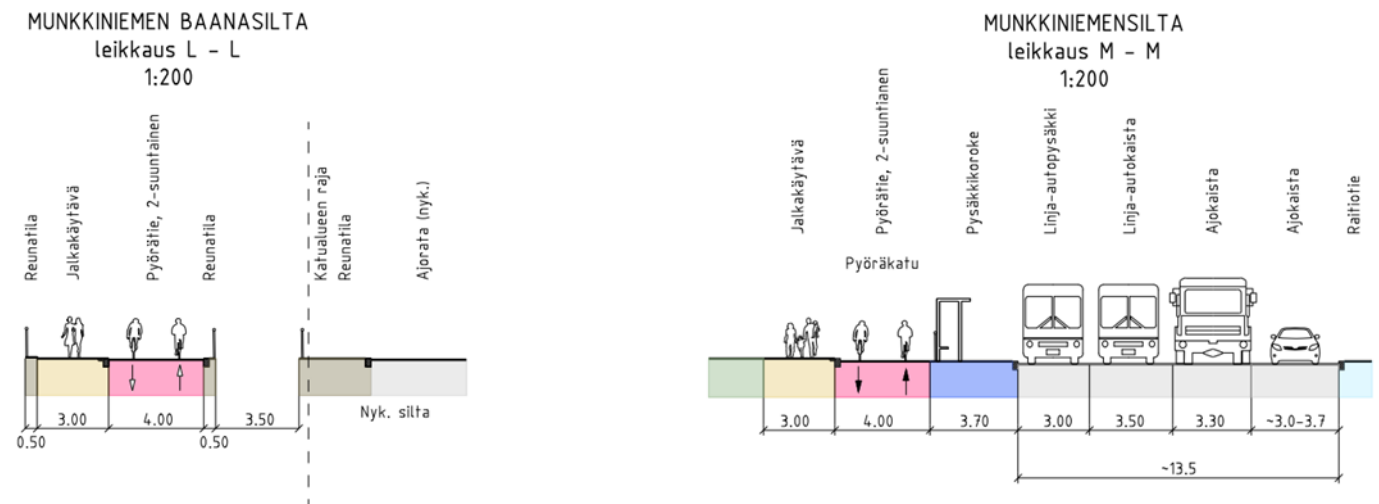 MUNKKINIEMEN BAANASILTA
leikkaus L - L
1:200
Reunatila
Jalkakäytävä
Pyörätie, 2-suuntainen
Reunatila
Katualueen raja
Reunatila
Ajorata (nyk.)
Nyk. silta
3.00
4.00
3.50
0.50
0.50
MUNKKINIEMENSILTA
leikkaus M - M
1:200
Jalkakäytävä
Pyörätie, 2-suuntianen
Pysäkkikoroke
Linja-autopysäkki
Linja-autokaista
Ajokaista
Ajokaista
Raitiotie
Pyöräkatu
3.00
4.00
3.70
3.00
3.50
3.30
~3.0-3.7
~13.5